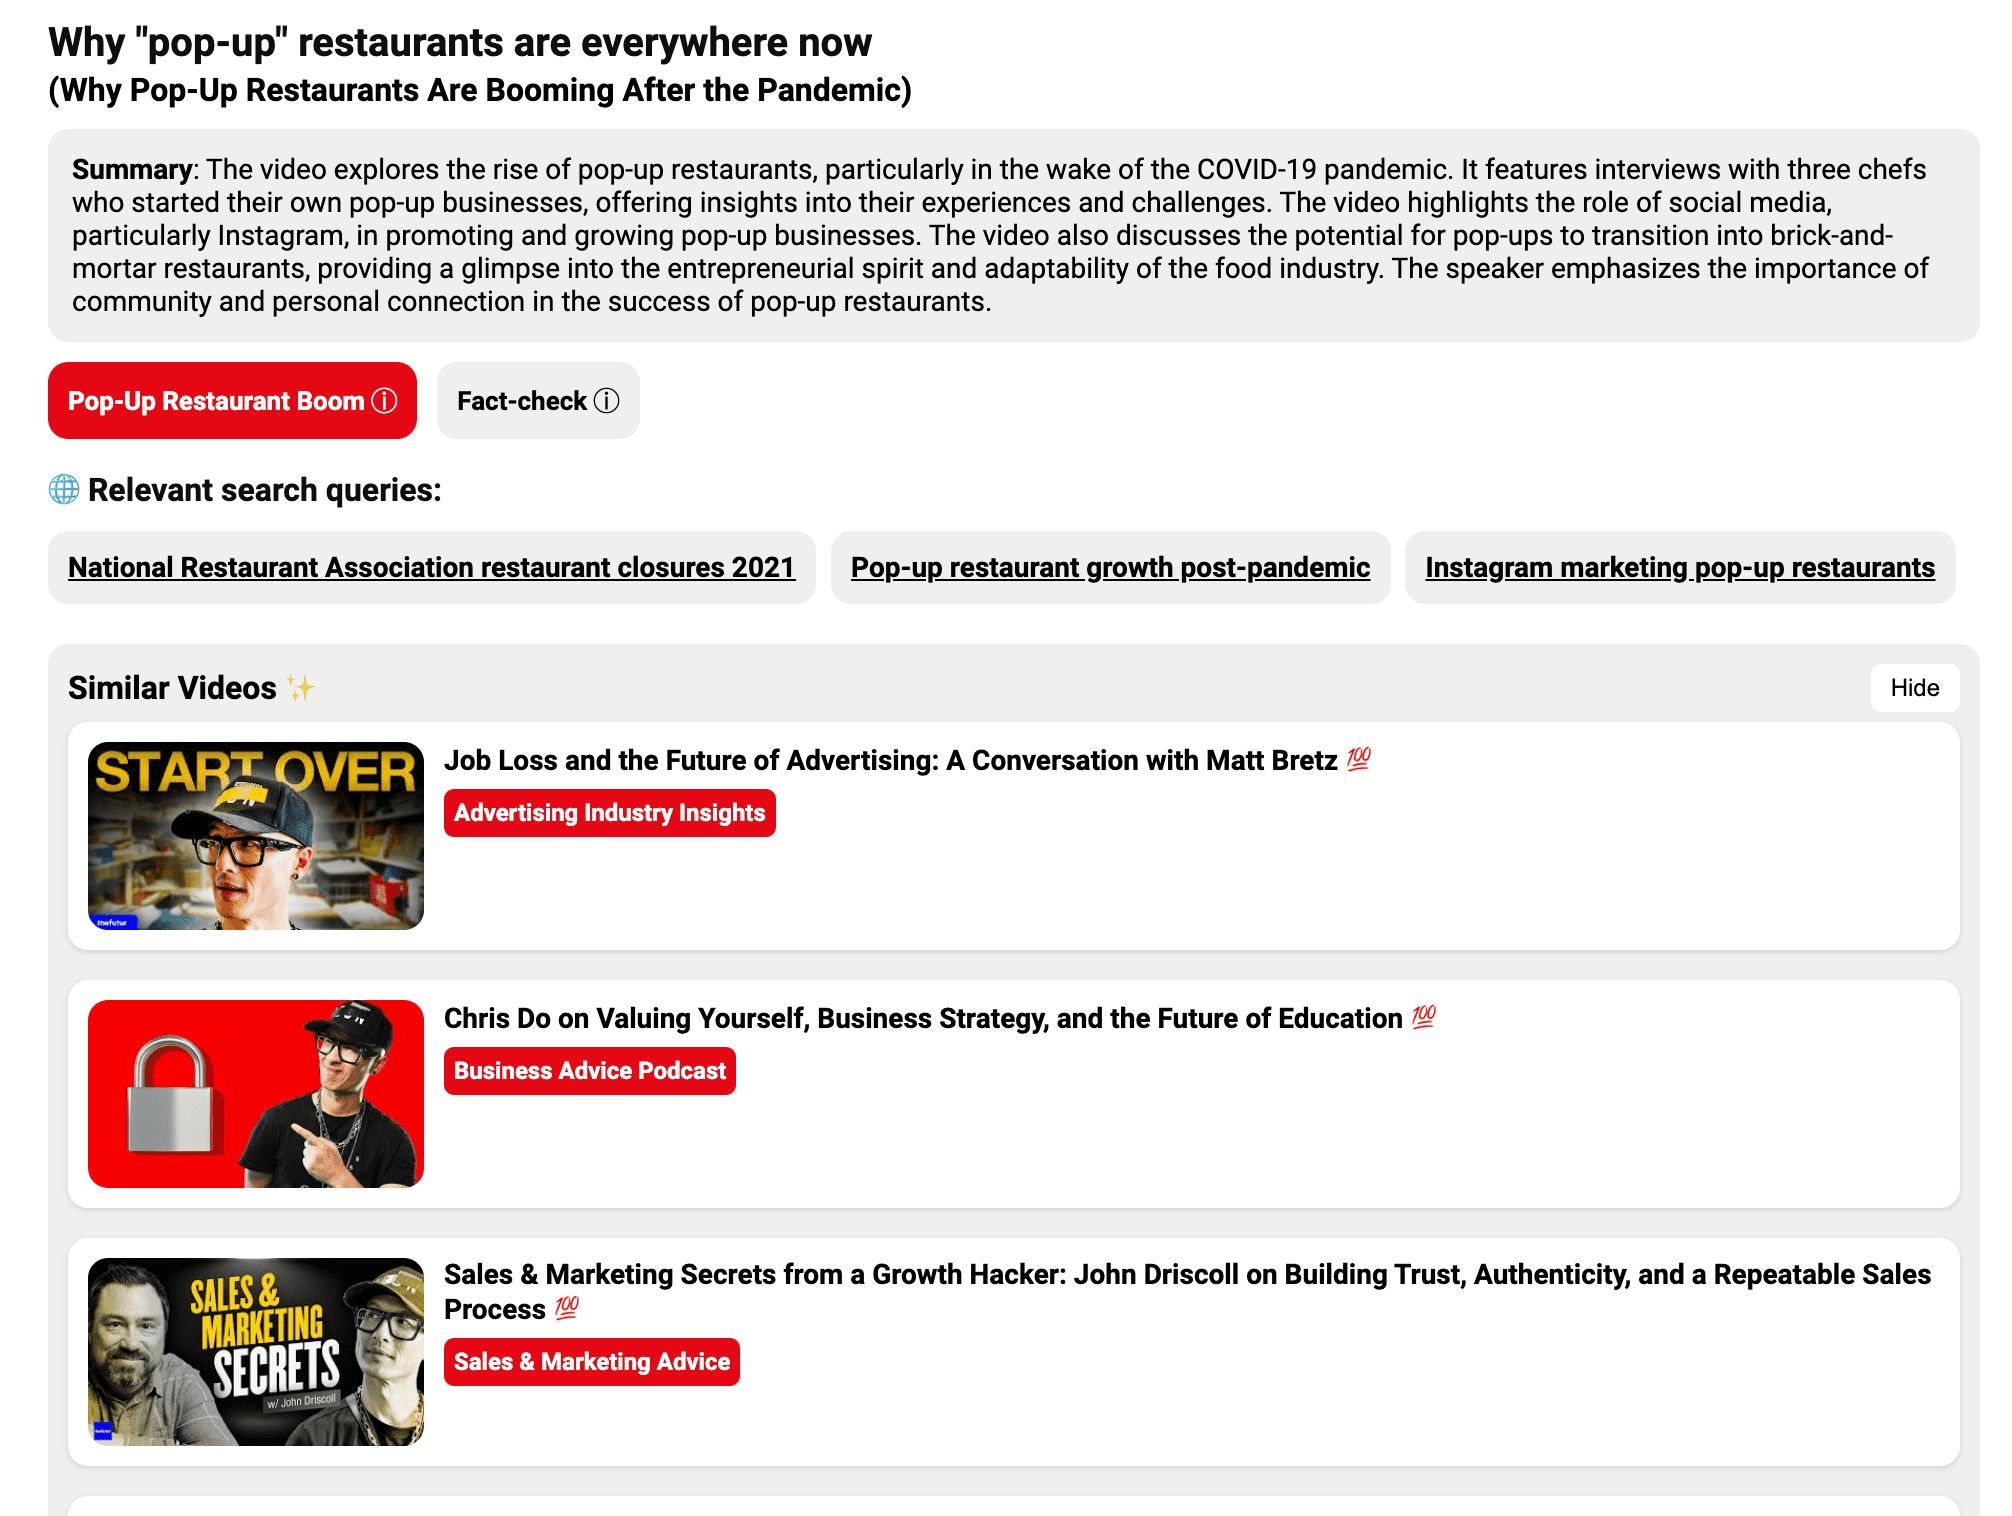 Why "pop-up" restaurants are everywhere now
(Why Pop-Up Restaurants Are Booming After the Pandemic)
Summary: The video explores the rise of pop-up restaurants, particularly in the wake of the COVID-19 pandemic. It features interviews with three chefs
who started their own pop-up businesses, offering insights into their experiences and challenges. The video highlights the role of social media,
particularly Instagram, in promoting and growing pop-up businesses. The video also discusses the potential for pop-ups to transition into brick-and-
mortar restaurants, providing a glimpse into the entrepreneurial spirit and adaptability of the food industry. The speaker emphasizes the importance of
community and personal connection in the success of pop-up restaurants.
Pop-Up Restaurant Boom ⓘ
Fact-check ⓘ
🌐 Relevant search queries:
National Restaurant Association restaurant closures 2021
Pop-up restaurant growth post-pandemic
Instagram marketing pop-up restaurants
Similar Videos ✨
Hide
START OVER
thefutur
Job Loss and the Future of Advertising: A Conversation with Matt Bretz 💯
Advertising Industry Insights
Chris Do on Valuing Yourself, Business Strategy, and the Future of Education 💯
Business Advice Podcast
SALES &
MARKETING
SECRETS
w/ John Driscoll
Sales & Marketing Secrets from a Growth Hacker: John Driscoll on Building Trust, Authenticity, and a Repeatable Sales
Process 💯
Sales & Marketing Advice